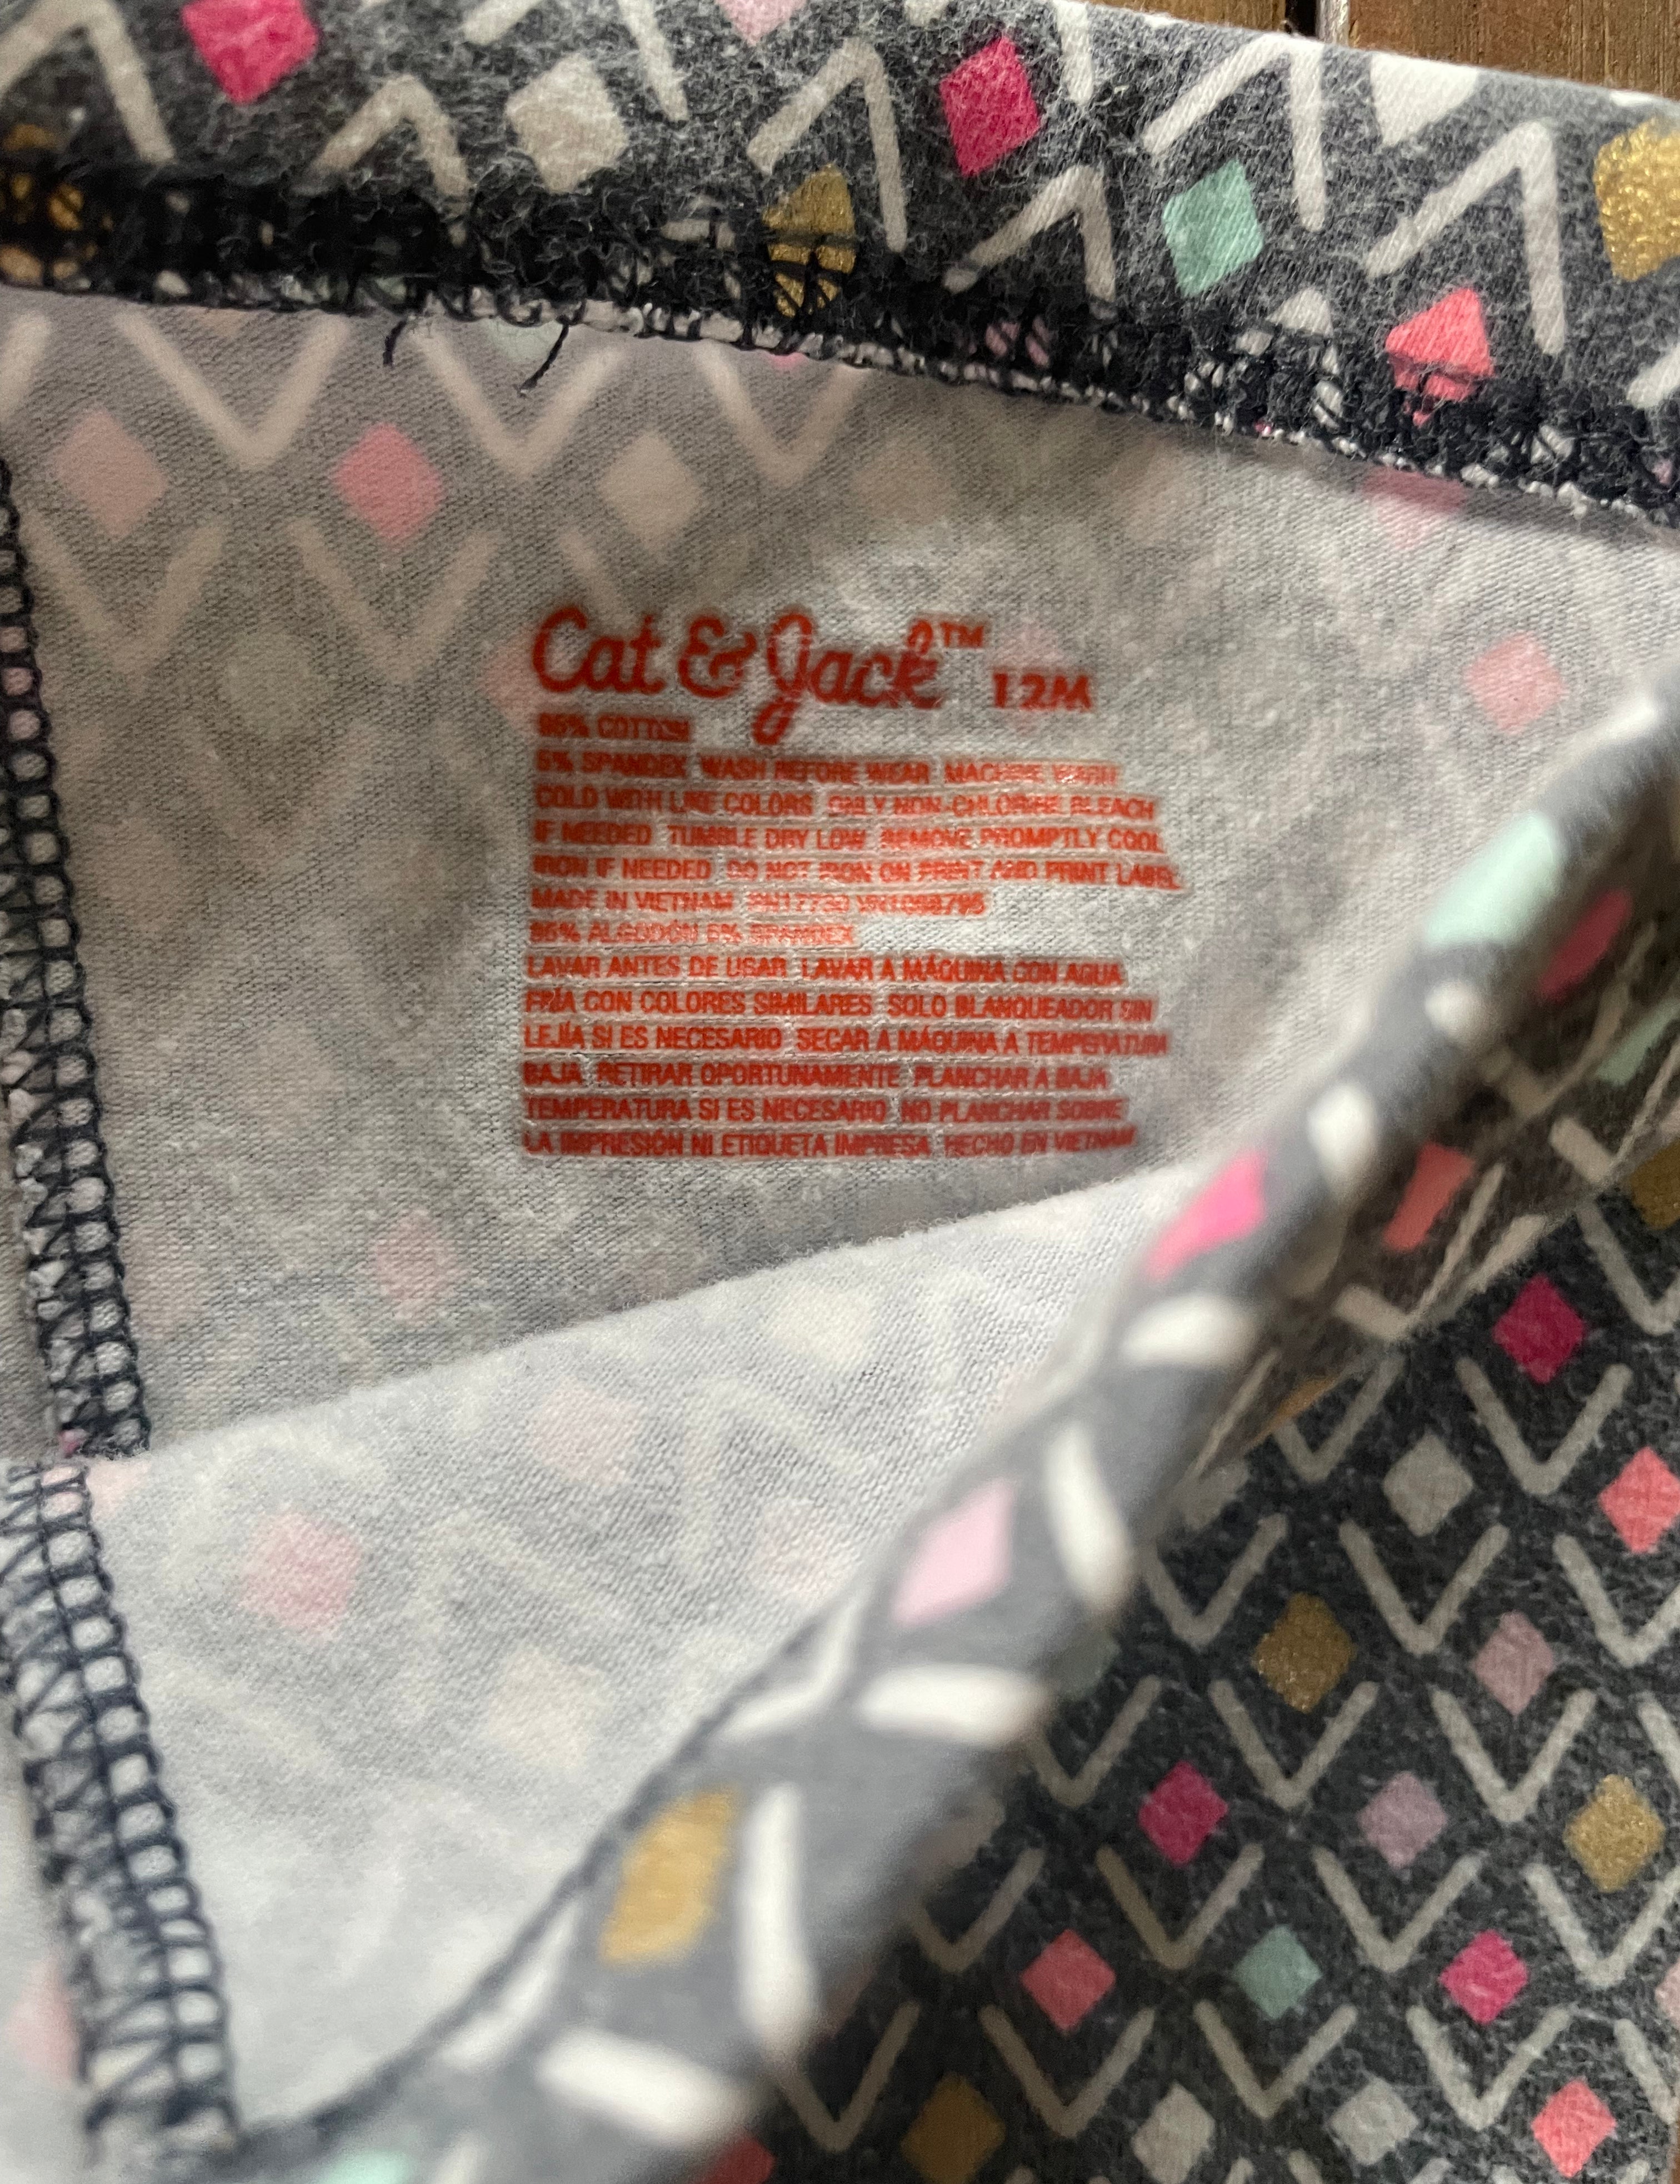 Cat & Jack™ 12M
95% COTTON
5% SPANDEX WASH BEFORE WEAR MACHINE WASH
COLD WITH LIKE COLORS ONLY NON-CHLORINE BLEACH
IF NEEDED TUMBLE DRY LOW REMOVE PROMPTLY COOL
IRON IF NEEDED DO NOT IRON ON PRINT AND PRINT LABEL
MADE IN VIETNAM
95% ALGODÓN 5% SPANDEX
LAVAR ANTES DE USAR LAVAR A MÁQUINA CON AGUA
FRÍA CON COLORES SIMILARES SOLO BLANQUEADOR SIN
LEJÍA SI ES NECESARIO SECAR A MÁQUINA A TEMPERATURA
BAJA RETIRAR OPORTUNAMENTE PLANCHAR A BAJA
TEMPERATURA SI ES NECESARIO NO PLANCHAR SOBRE
LA IMPRESIÓN NI ETIQUETA IMPRESA HECHO EN VIETNAM